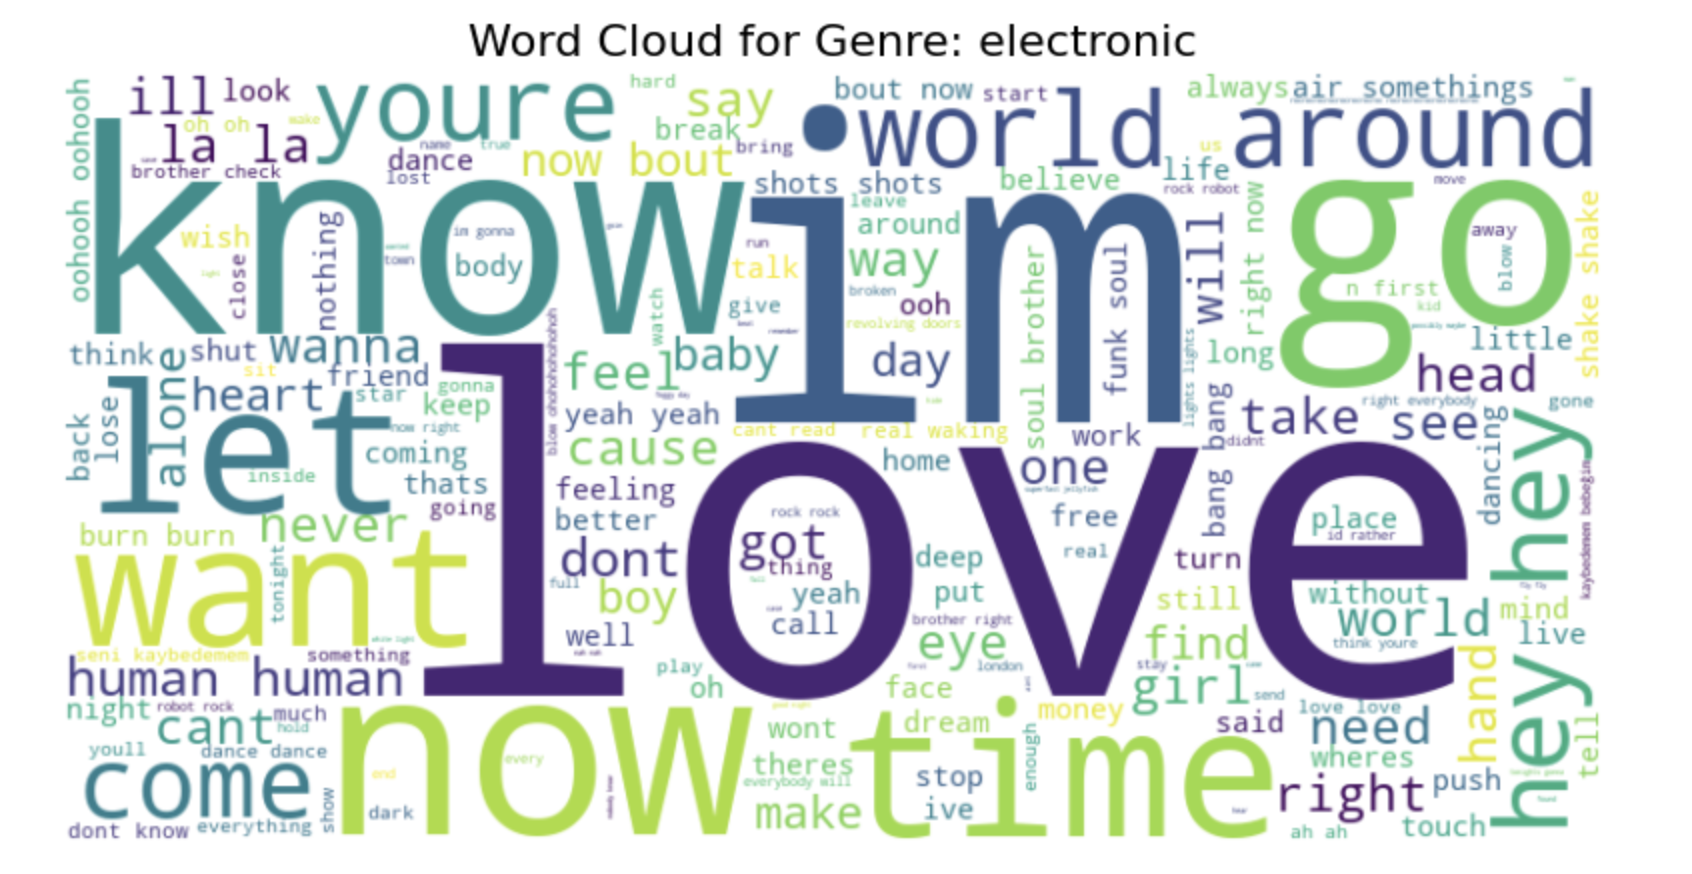 Word Cloud for Genre: electronic
oohooh oohooh
ill
look
youre
hard
say
bout now
start
always
air somethings
oh oh
make
la la
break
world around
name
true
dance
now bout
bring
us
brother check
lost
shots shots
believe
life
rock robot
move
know
im
go
leave
around
wish
nothing
im gonna
body
town
close
run
talk
way
will
right now
away
blow
shake shake
n first
kid
broken
ooh
give
watch
revolving doors
soul brother
funk soul
lights lights
little
think
shut
wanna
baby
day
long
head
sit
friend
feel
heart
star
gonna
keep
yeah yeah
alone
lose
back
let
now right
coming
cause
cant read
real waking
work
bang bang
take
didnt
right everybody
see
gone
dancing
hey hey
inside
thats
going
feeling
home
one
superfast jellyfish
love
burn burn
never
better
rock rock
free
place
id rather
kaybedenen bebegin
want
tonight
dont
got
thing
deep
real
turn
full
boy
yeah
put
still
without
mind
call
brother right
world
live
well
eye
find
think youre
seni kaybedemem
something
human human
play
london
stay
oh
face
girl
send
hand
night
robot rock
much
cant
hold
now
time
wont
dream
money
said
love love
need
tell
youll
dance dance
every
theres
enough
wheres
come
end
everybody will
stop
right
push
show
dark
make
ive
dont know
everything
ah ah
touch